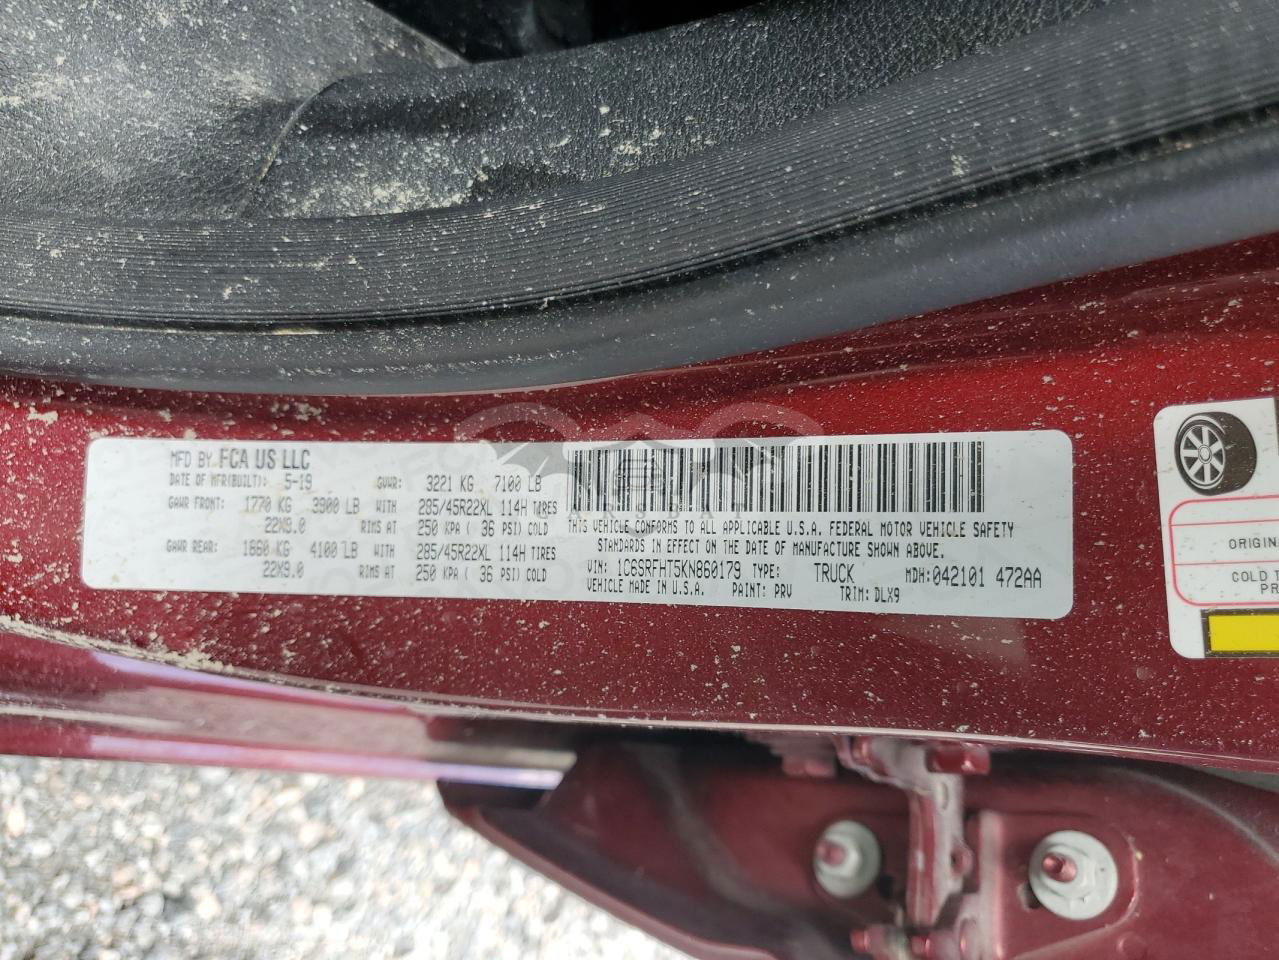 MFD BY FCA US LLC
DATE OF MFR(BUILT): 5-19 GVWR: 3221 KG 7100 LB
GAWR FRONT: 1770 KG 3900 LB WITH 285/45R22XL 114H TIRES
22X9.0 RIMS AT 250 KPA ( 36 PSI) COLD
GAWR REAR: 1860 KG 4100 LB WITH 285/45R22XL 114H TIRES
22X9.0 RIMS AT 250 KPA ( 36 PSI) COLD
THIS VEHICLE CONFORMS TO ALL APPLICABLE U.S.A. FEDERAL MOTOR VEHICLE SAFETY
STANDARDS IN EFFECT ON THE DATE OF MANUFACTURE SHOWN ABOVE.
VIN: 1C6SRFHT5KN860179 TYPE: TRUCK MDH:042101 472AA
VEHICLE MADE IN U.S.A. PAINT: PRV TRIM: DLX9
ORIGIN
COLD T
PR